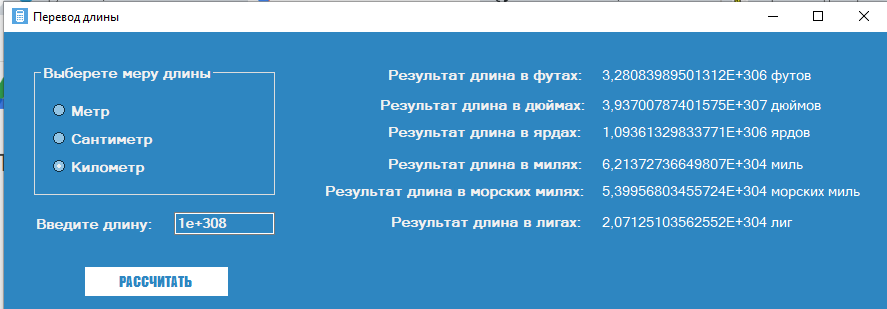 Перевод длины
Выберете меру длины
Метр
Сантиметр
Километр
Введите длину: 1e+308
РАССЧИТАТЬ
Результат длина в футах: 3,28083989501312E+306 футов
Результат длина в дюймах: 3,93700787401575E+307 дюймов
Результат длина в ярдах: 1,09361329833771E+306 ярдов
Результат длина в милях: 6,21372736649807E+304 миль
Результат длина в морских милях: 5,39956803455724E+304 морских миль
Результат длина в лигах: 2,07125103562552E+304 лиг